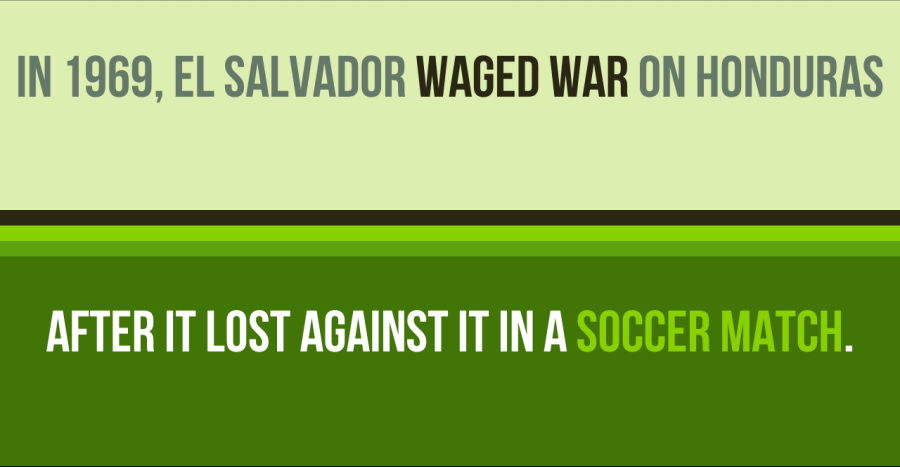 IN 1969, EL SALVADOR WAGED WAR ON HONDURAS
AFTER IT LOST AGAINST IT IN A SOCCER MATCH.